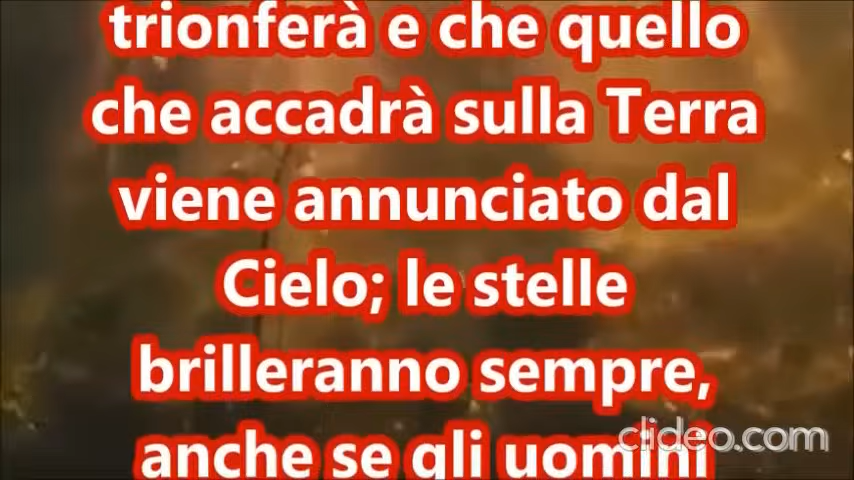 trionferà e che quello
che accadrà sulla Terra
viene annunciato dal
Cielo; le stelle
brilleranno sempre,
anche se gli uomini
clideo.com